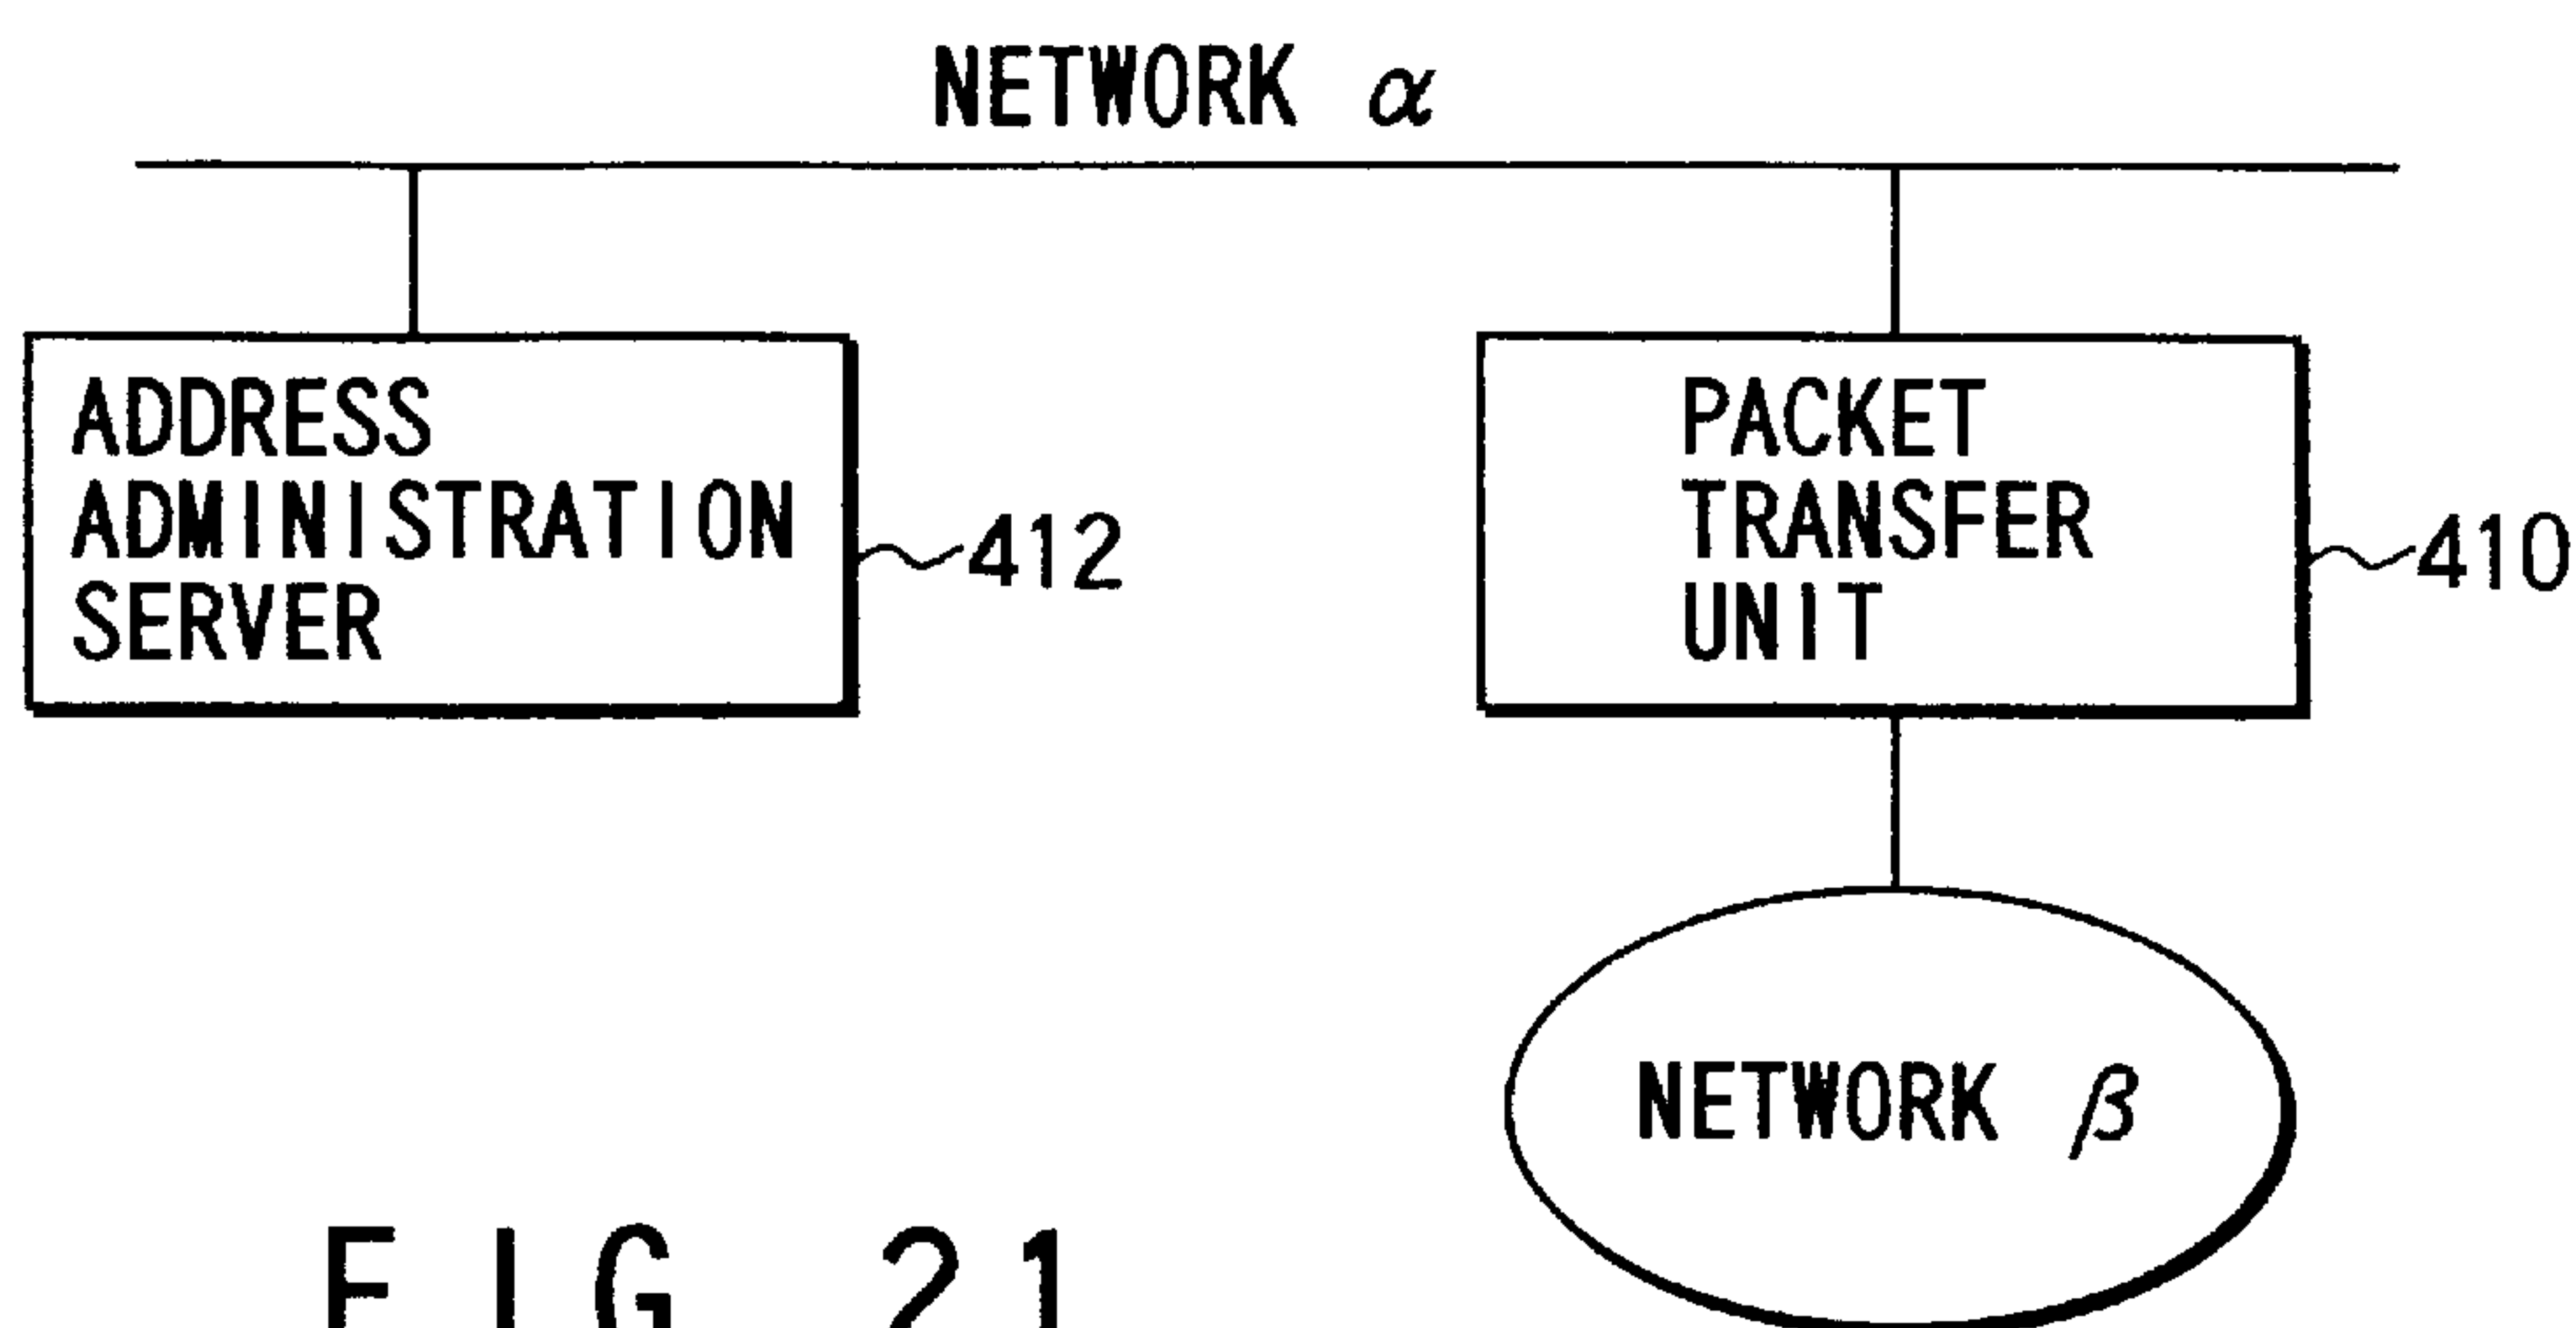 NETWORK α
ADDRESS
ADMINISTRATION
SERVER
412
PACKET
TRANSFER
UNIT
410
NETWORK β
FIG 21